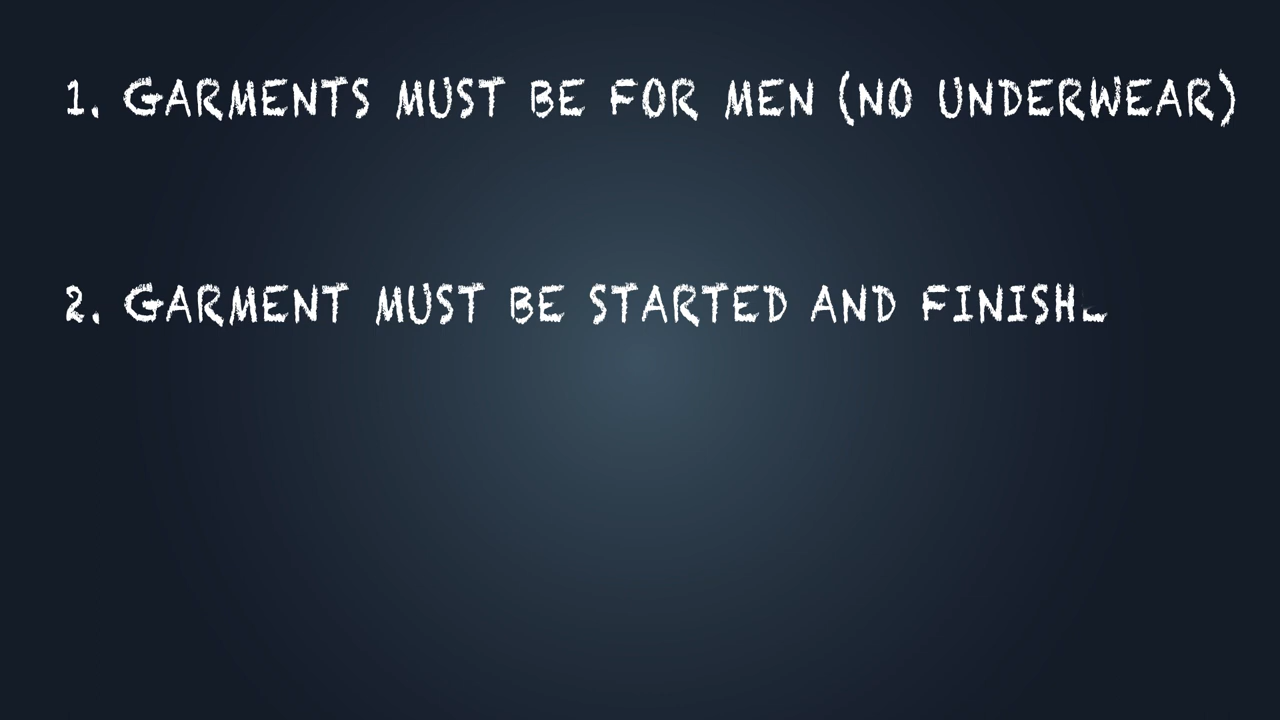 1. GARMENTS MUST BE FOR MEN (NO UNDERWEAR)
2. GARMENT MUST BE STARTED AND FINISH